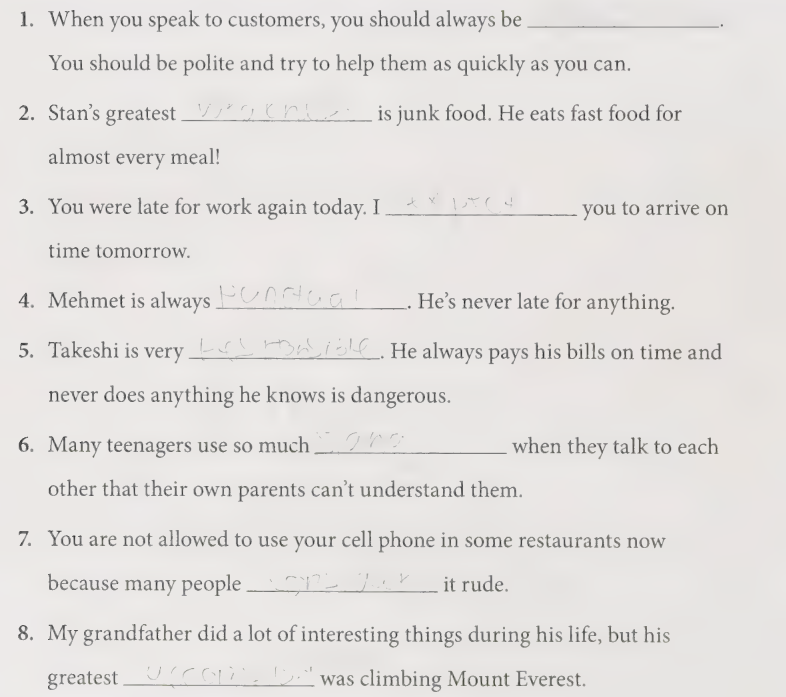 1. When you speak to customers, you should always be ____________.
You should be polite and try to help them as quickly as you can.
2. Stan's greatest ____________ is junk food. He eats fast food for
almost every meal!
3. You were late for work again today. I expect you to arrive on
time tomorrow.
4. Mehmet is always Punctual. He's never late for anything.
5. Takeshi is very ____________. He always pays his bills on time and
never does anything he knows is dangerous.
6. Many teenagers use so much ____________ when they talk to each
other that their own parents can't understand them.
7. You are not allowed to use your cell phone in some restaurants now
because many people ____________ it rude.
8. My grandfather did a lot of interesting things during his life, but his
greatest ____________ was climbing Mount Everest.